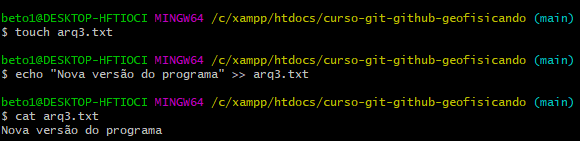 beto1@DESKTOP-HFTIOCI MINGW64 /c/xampp/htdocs/curso-git-github-geofisicando (main)
$ touch arq3.txt
beto1@DESKTOP-HFTIOCI MINGW64 /c/xampp/htdocs/curso-git-github-geofisicando (main)
$ echo "Nova versão do programa" >> arq3.txt
beto1@DESKTOP-HFTIOCI MINGW64 /c/xampp/htdocs/curso-git-github-geofisicando (main)
$ cat arq3.txt
Nova versão do programa